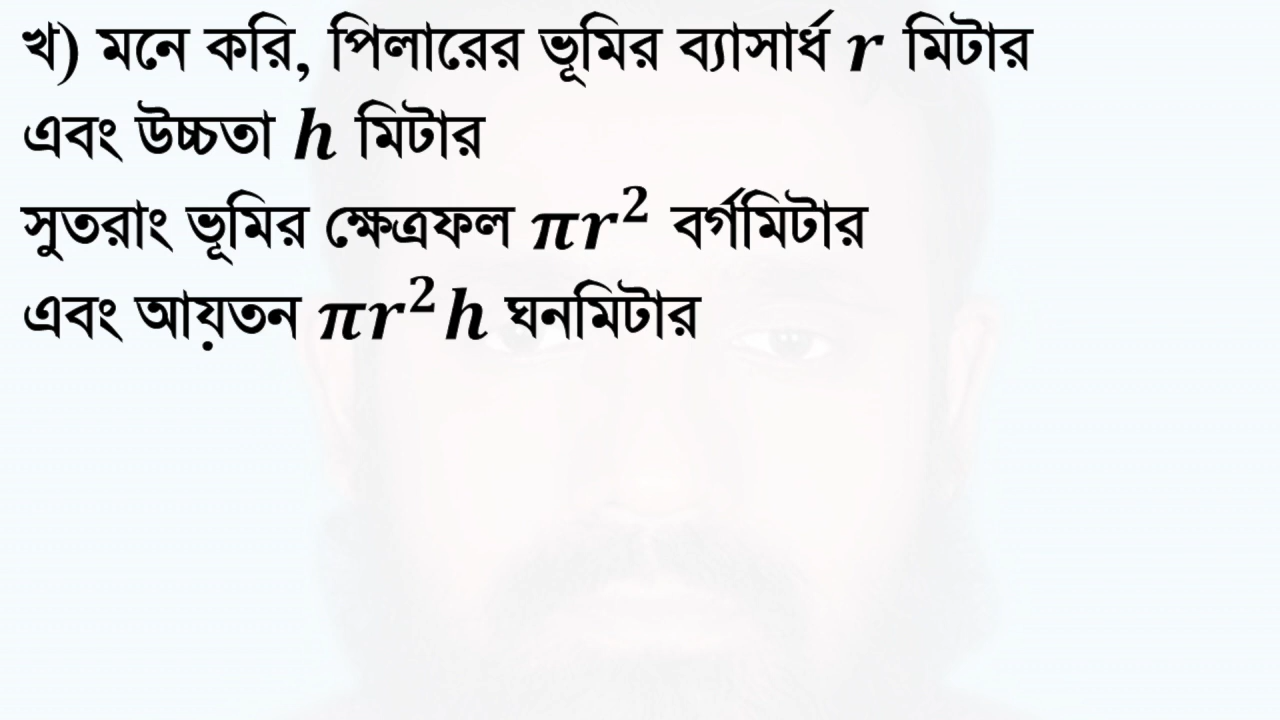 খ) মনে করি, পিলারের ভূমির ব্যাসার্ধ r মিটার
এবং উচ্চতা h মিটার
সুতরাং ভূমির ক্ষেত্রফল πr² বর্গমিটার
এবং আয়তন πr²h ঘনমিটার